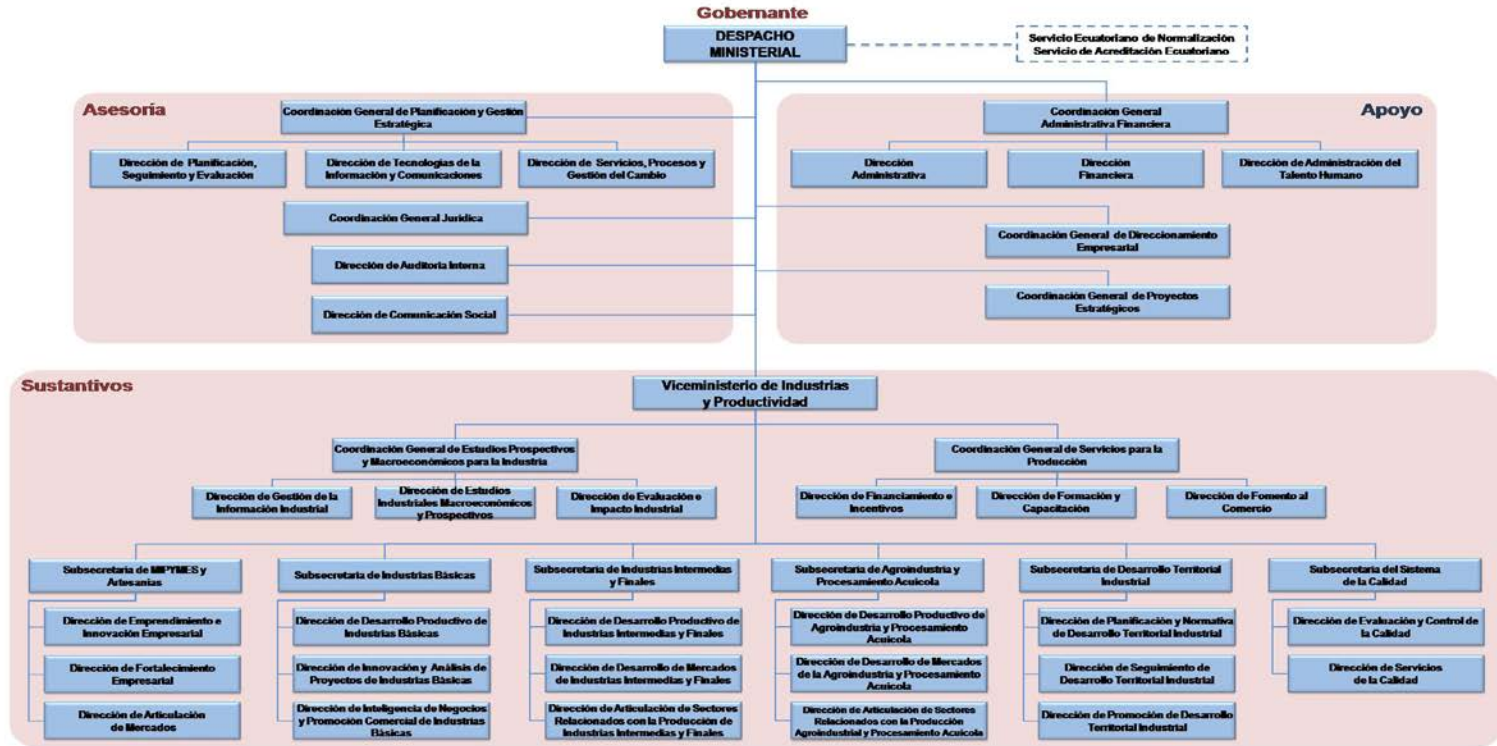 Gobernante
DESPACHO
MINISTERIAL
Servicio Ecuatoriano de Normalización
Servicio de Acreditación Ecuatoriano
Asesoría
Coordinación General de Planificación y Gestión
Estratégica
Dirección de Planificación,
Seguimiento y Evaluación
Dirección de Tecnologías de la
Información y Comunicaciones
Dirección de Servicios, Procesos y
Gestión del Cambio
Coordinación General Jurídica
Dirección de Auditoria Interna
Dirección de Comunicación Social
Apoyo
Coordinación General
Administrativa Financiera
Dirección
Administrativa
Dirección
Financiera
Dirección de Administración del
Talento Humano
Coordinación General de Direccionamiento
Empresarial
Coordinación General de Proyectos
Estratégicos
Sustantivos
Viceministerio de Industrias
y Productividad
Coordinación General de Estudios Prospectivos
y Macroeconómicos para la Industria
Dirección de Gestión de la
Información Industrial
Dirección de Estudios
Industriales Macroeconómicos
y Prospectivos
Dirección de Evaluación e
Impacto Industrial
Coordinación General de Servicios para la
Producción
Dirección de Financiamiento e
Incentivos
Dirección de Formación y
Capacitación
Dirección de Fomento al
Comercio
Subsecretaría de MIPYMES y
Artesanías
Dirección de Emprendimiento e
Innovación Empresarial
Dirección de Fortalecimiento
Empresarial
Dirección de Articulación
de Mercados
Subsecretaría de Industrias Básicas
Dirección de Desarrollo Productivo de
Industrias Básicas
Dirección de Innovación y Análisis de
Proyectos de Industrias Básicas
Dirección de Inteligencia de Negocios
y Promoción Comercial de Industrias
Básicas
Subsecretaría de Industrias Intermedias
y Finales
Dirección de Desarrollo Productivo de
Industrias Intermedias y Finales
Dirección de Desarrollo de Mercados
de Industrias Intermedias y Finales
Dirección de Articulación de Sectores
Relacionados con la Producción de
Industrias Intermedias y Finales
Subsecretaría de Agroindustria y
Procesamiento Acuícola
Dirección de Desarrollo Productivo de
Agroindustria y Procesamiento
Acuícola
Dirección de Desarrollo de Mercados
de la Agroindustria y Procesamiento
Acuícola
Dirección de Articulación de Sectores
Relacionados con la Producción
Agroindustrial y Procesamiento Acuícola
Subsecretaría de Desarrollo Territorial
Industrial
Dirección de Planificación y Normativa
de Desarrollo Territorial Industrial
Dirección de Seguimiento de
Desarrollo Territorial Industrial
Dirección de Promoción de Desarrollo
Territorial Industrial
Subsecretaría del Sistema
de la Calidad
Dirección de Evaluación y Control de
la Calidad
Dirección de Servicios
de la Calidad